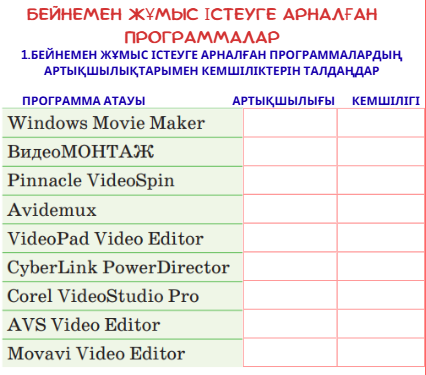 БЕЙНЕМЕН ЖҰМЫС ІСТЕУГЕ АРНАЛҒАН
ПРОГРАММАЛАР
1.БЕЙНЕМЕН ЖҰМЫС ІСТЕУГЕ АРНАЛҒАН ПРОГРАММАЛАРДЫҢ
АРТЫҚШЫЛЫҚТАРЫМЕН КЕМШІЛІКТЕРІН ТАЛДАҢДАР
ПРОГРАММА АТАУЫ АРТЫҚШЫЛЫҒЫ КЕМШІЛІГІ
Windows Movie Maker
ВидеоМОНТАЖ
Pinnacle VideoSpin
Avidemux
VideoPad Video Editor
CyberLink PowerDirector
Corel VideoStudio Pro
AVS Video Editor
Movavi Video Editor